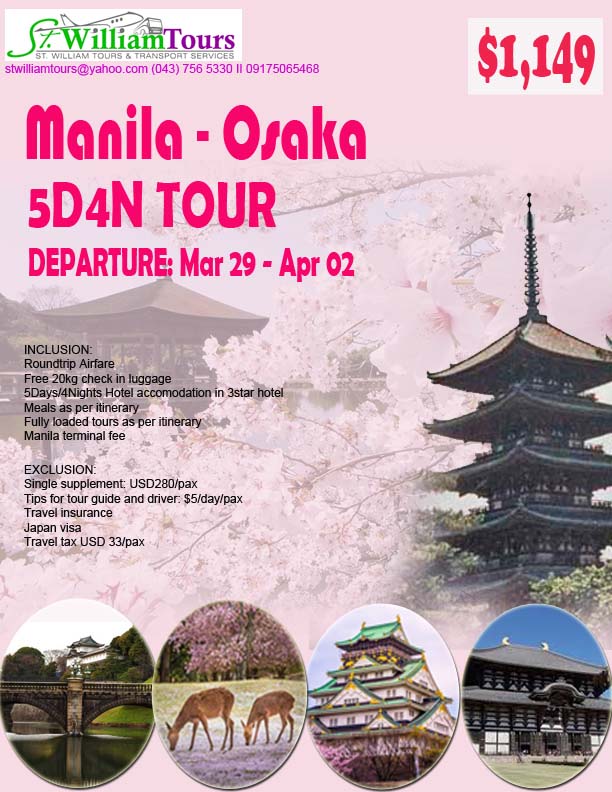 St. WilliamTours
ST. WILLIAM TOURS & TRANSPORT SERVICES
stwilliamtours@yahoo.com (043) 756 5330 II 09175065468
$1,149
Manila - Osaka
5D4N TOUR
DEPARTURE: Mar 29 - Apr 02
INCLUSION:
Roundtrip Airfare
Free 20kg check in luggage
5Days/4Nights Hotel accomodation in 3star hotel
Meals as per itinerary
Fully loaded tours as per itinerary
Manila terminal fee
EXCLUSION:
Single supplement: USD280/pax
Tips for tour guide and driver: $5/day/pax
Travel insurance
Japan visa
Travel tax USD 33/pax